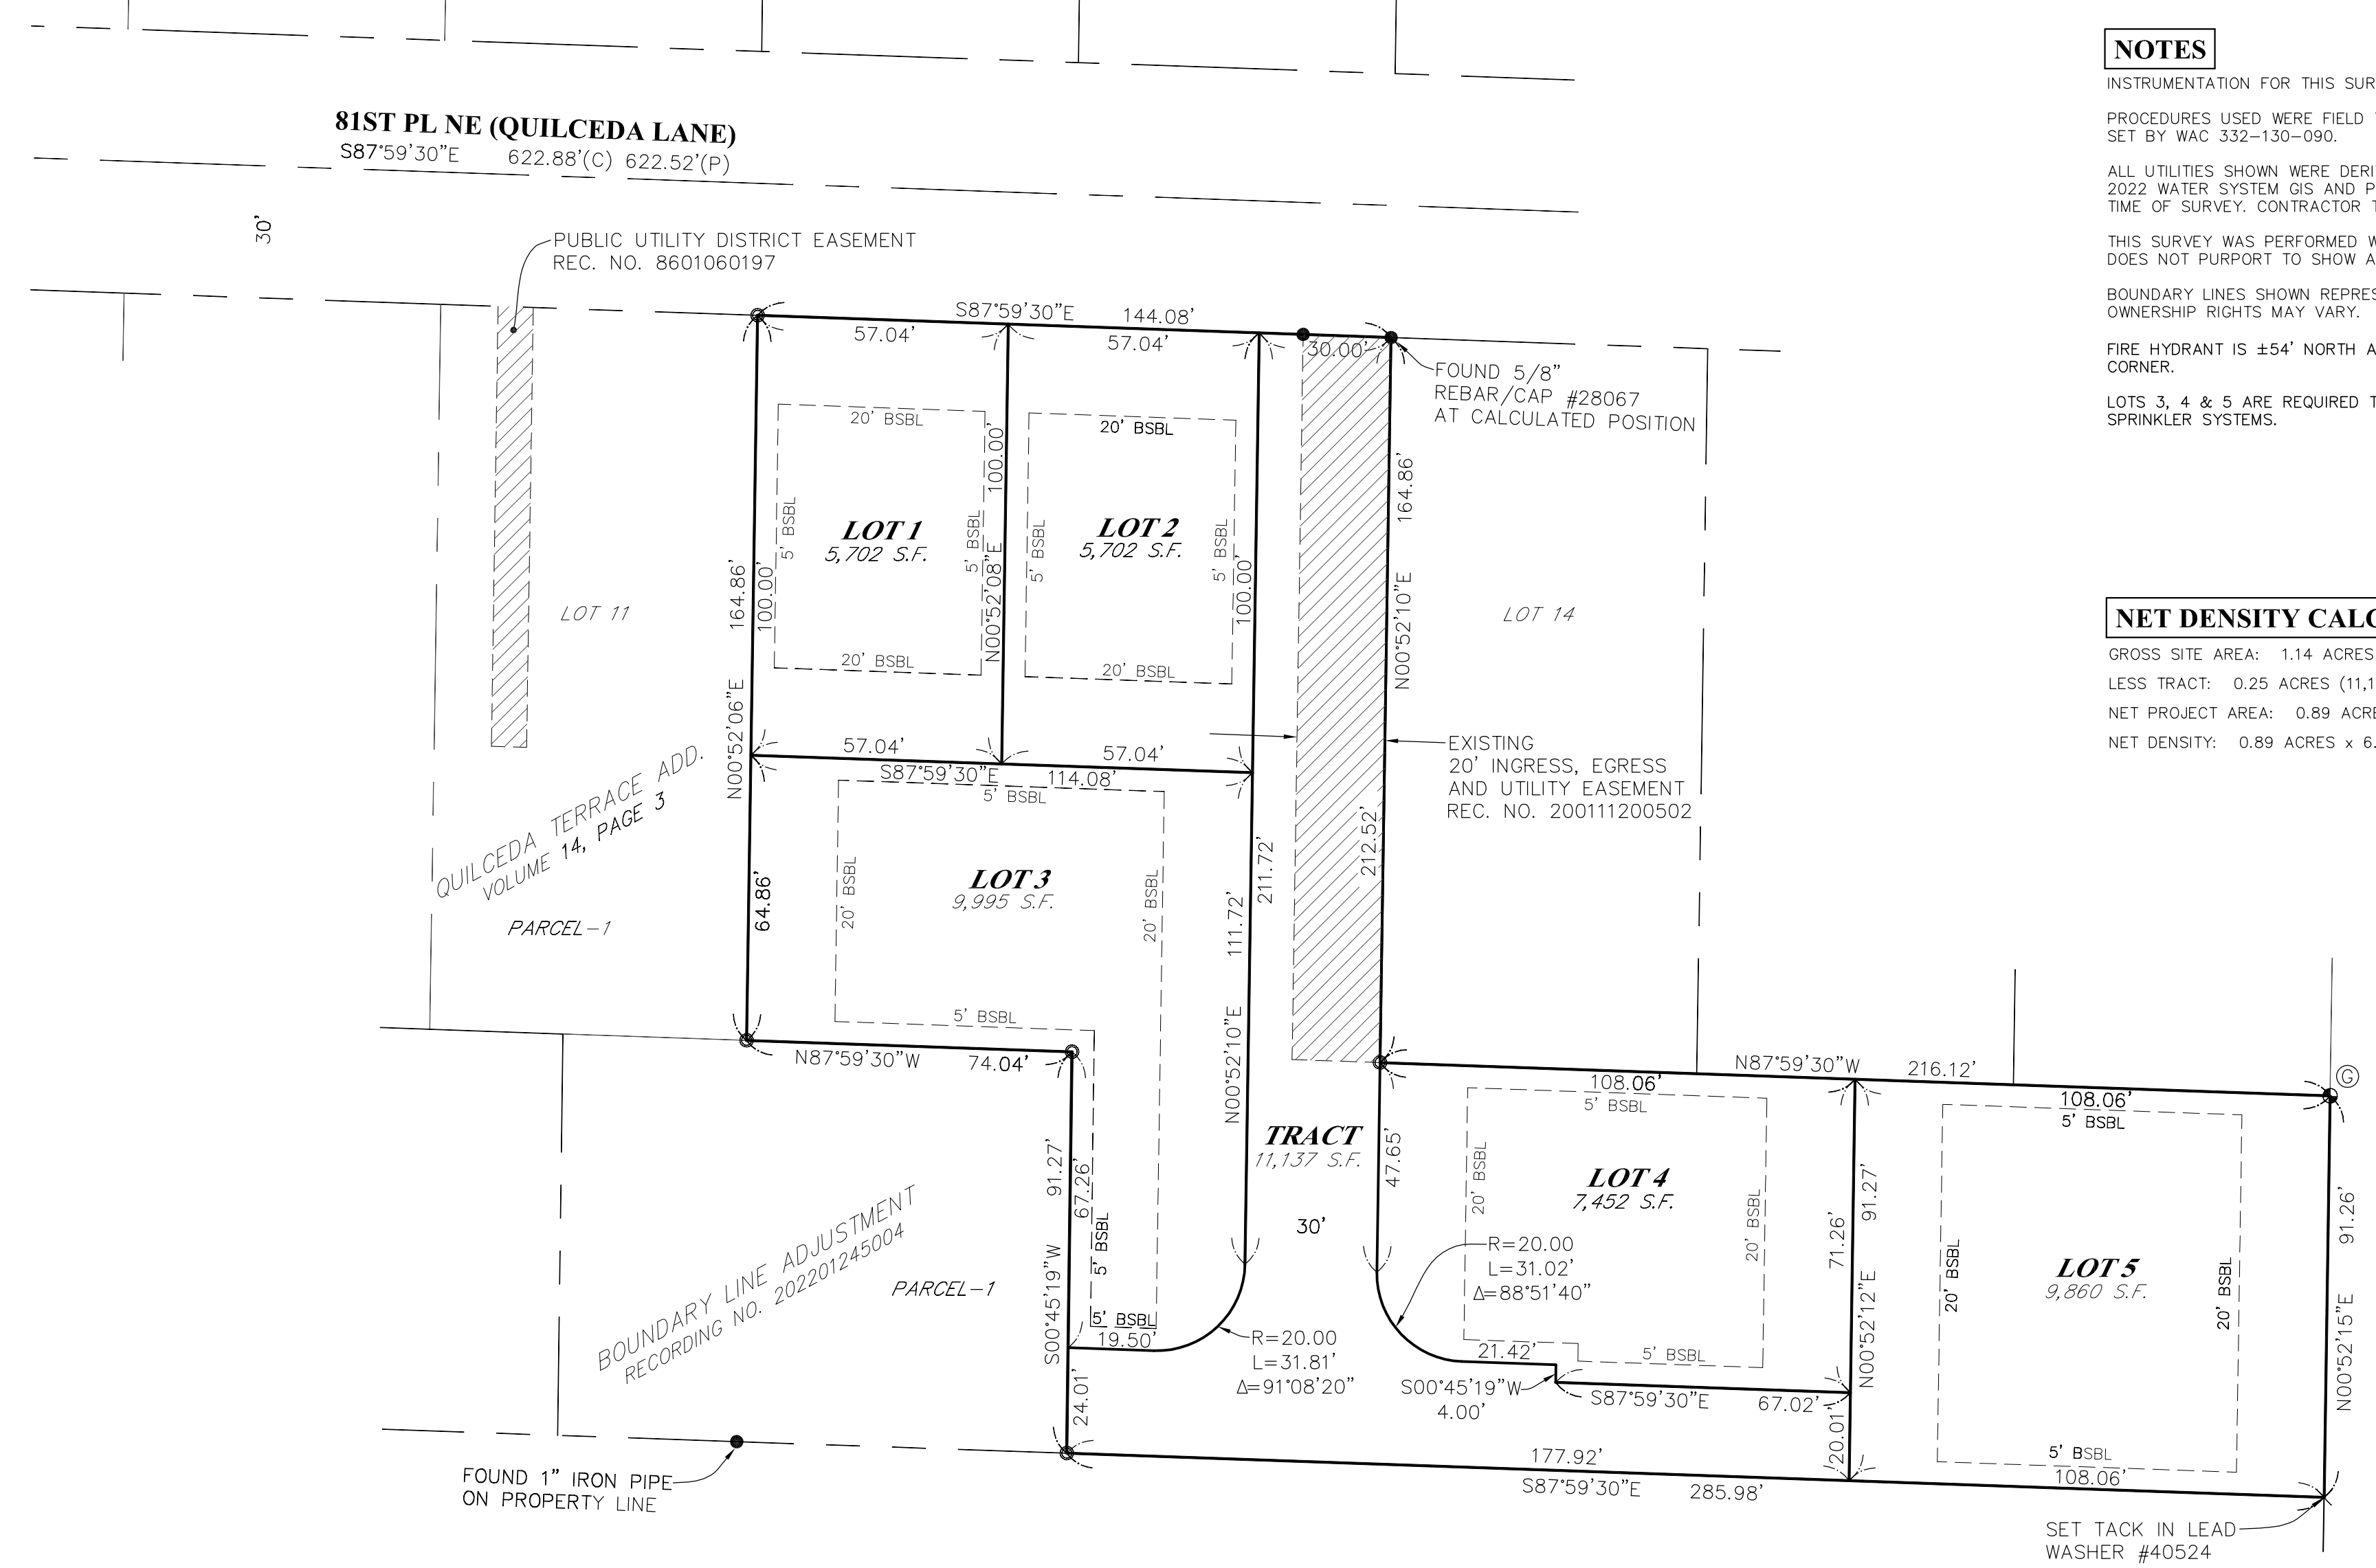 NOTES
INSTRUMENTATION FOR THIS SUR
PROCEDURES USED WERE FIELD
SET BY WAC 332-130-090.
ALL UTILITIES SHOWN WERE DERI
2022 WATER SYSTEM GIS AND P
TIME OF SURVEY. CONTRACTOR T
THIS SURVEY WAS PERFORMED W
DOES NOT PURPORT TO SHOW A
BOUNDARY LINES SHOWN REPRES
OWNERSHIP RIGHTS MAY VARY.
FIRE HYDRANT IS ±54' NORTH A
CORNER.
LOTS 3, 4 & 5 ARE REQUIRED T
SPRINKLER SYSTEMS.
NET DENSITY CALC
GROSS SITE AREA: 1.14 ACRES
LESS TRACT: 0.25 ACRES (11,1
NET PROJECT AREA: 0.89 ACRE
NET DENSITY: 0.89 ACRES x 6.
81ST PL NE (QUILCEDA LANE)
S87°59'30"E 622.88'(C) 622.52'(P)
30'
PUBLIC UTILITY DISTRICT EASEMENT
REC. NO. 8601060197
S87°59'30"E 144.08'
57.04'
57.04'
30.00'
FOUND 5/8"
REBAR/CAP #28067
AT CALCULATED POSITION
20' BSBL
20' BSBL
100.00'
164.86'
5' BSBL
LOT 1
5,702 S.F.
5' BSBL
N00°52'08"E
5' BSBL
LOT 2
5,702 S.F.
5' BSBL
100.00'
164.86'
100.00'
N00°52'10"E
LOT 11
LOT 14
20' BSBL
20' BSBL
N00°52'06"E
57.04'
57.04'
S87°59'30"E 114.08'
5' BSBL
EXISTING
20' INGRESS, EGRESS
AND UTILITY EASEMENT
REC. NO. 200111200502
QUILCEDA TERRACE ADD.
VOLUME 14, PAGE 3
PARCEL-1
64.86'
20' BSBL
LOT 3
9,995 S.F.
20' BSBL
111.72'
211.72'
212.52'
5' BSBL
N87°59'30"W 74.04'
N00°52'10"E
N87°59'30"W 216.12'
108.06'
5' BSBL
108.06'
5' BSBL
G
TRACT
11,137 S.F.
30'
47.65'
91.27'
67.26'
5' BSBL
S00°45'19"W
20' BSBL
LOT 4
7,452 S.F.
20' BSBL
71.26'
91.27'
N00°52'12"E
20' BSBL
LOT 5
9,860 S.F.
20' BSBL
91.26'
N00°52'15"E
BOUNDARY LINE ADJUSTMENT
RECORDING NO. 202201245004
PARCEL-1
R=20.00
L=31.02'
Δ=88°51'40"
5' BSBL
19.50'
R=20.00
L=31.81'
Δ=91°08'20"
21.42'
5' BSBL
S00°45'19"W
4.00'
S87°59'30"E 67.02'
24.01'
20.01'
177.92'
S87°59'30"E 285.98'
5' BSBL
108.06'
FOUND 1" IRON PIPE
ON PROPERTY LINE
SET TACK IN LEAD
WASHER #40524